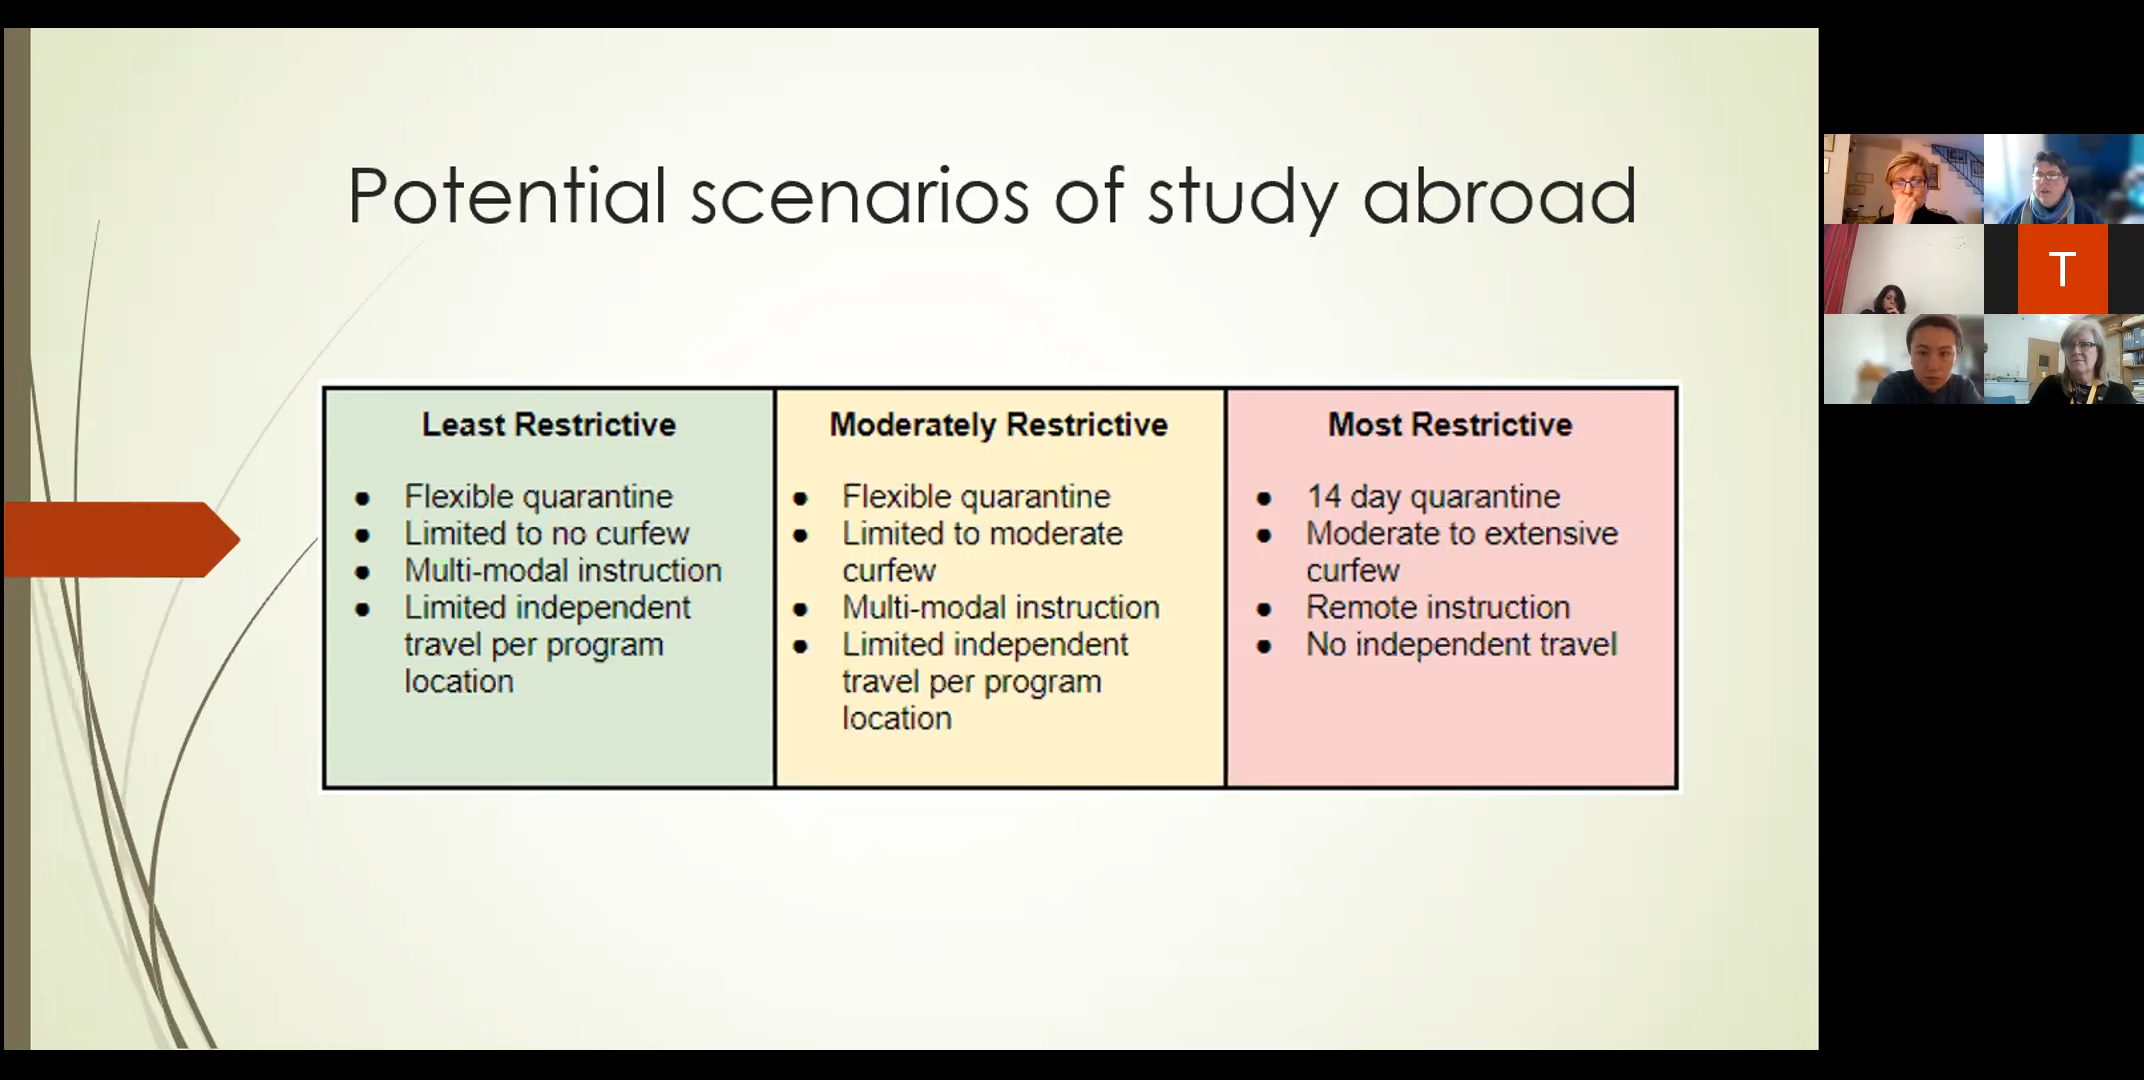 Potential scenarios of study abroad
Least Restrictive
● Flexible quarantine
● Limited to no curfew
● Multi-modal instruction
● Limited independent
travel per program
location
Moderately Restrictive
● Flexible quarantine
● Limited to moderate
curfew
● Multi-modal instruction
● Limited independent
travel per program
location
Most Restrictive
● 14 day quarantine
● Moderate to extensive
curfew
● Remote instruction
● No independent travel
T